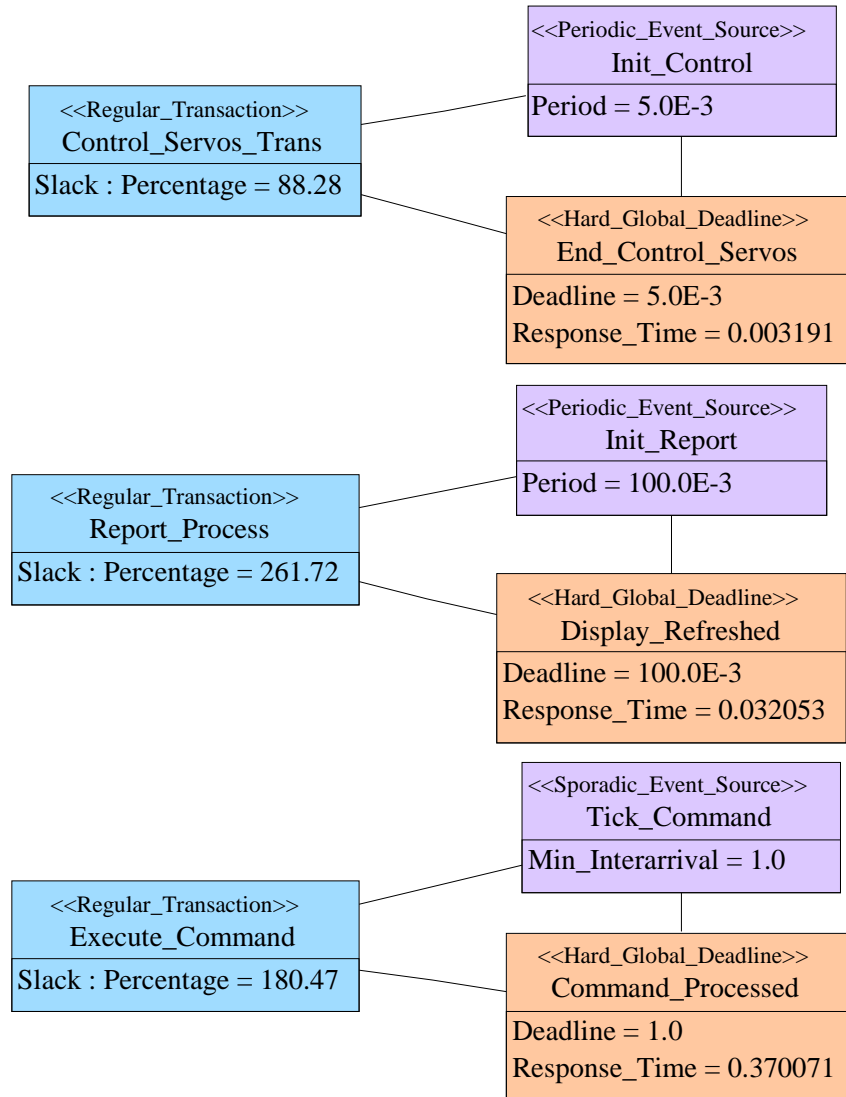 <<Periodic_Event_Source>>
Init_Control
Period = 5.0E-3
<<Regular_Transaction>>
Control_Servos_Trans
Slack : Percentage = 88.28
<<Hard_Global_Deadline>>
End_Control_Servos
Deadline = 5.0E-3
Response_Time = 0.003191
<<Periodic_Event_Source>>
Init_Report
Period = 100.0E-3
<<Regular_Transaction>>
Report_Process
Slack : Percentage = 261.72
<<Hard_Global_Deadline>>
Display_Refreshed
Deadline = 100.0E-3
Response_Time = 0.032053
<<Sporadic_Event_Source>>
Tick_Command
Min_Interarrival = 1.0
<<Regular_Transaction>>
Execute_Command
Slack : Percentage = 180.47
<<Hard_Global_Deadline>>
Command_Processed
Deadline = 1.0
Response_Time = 0.370071